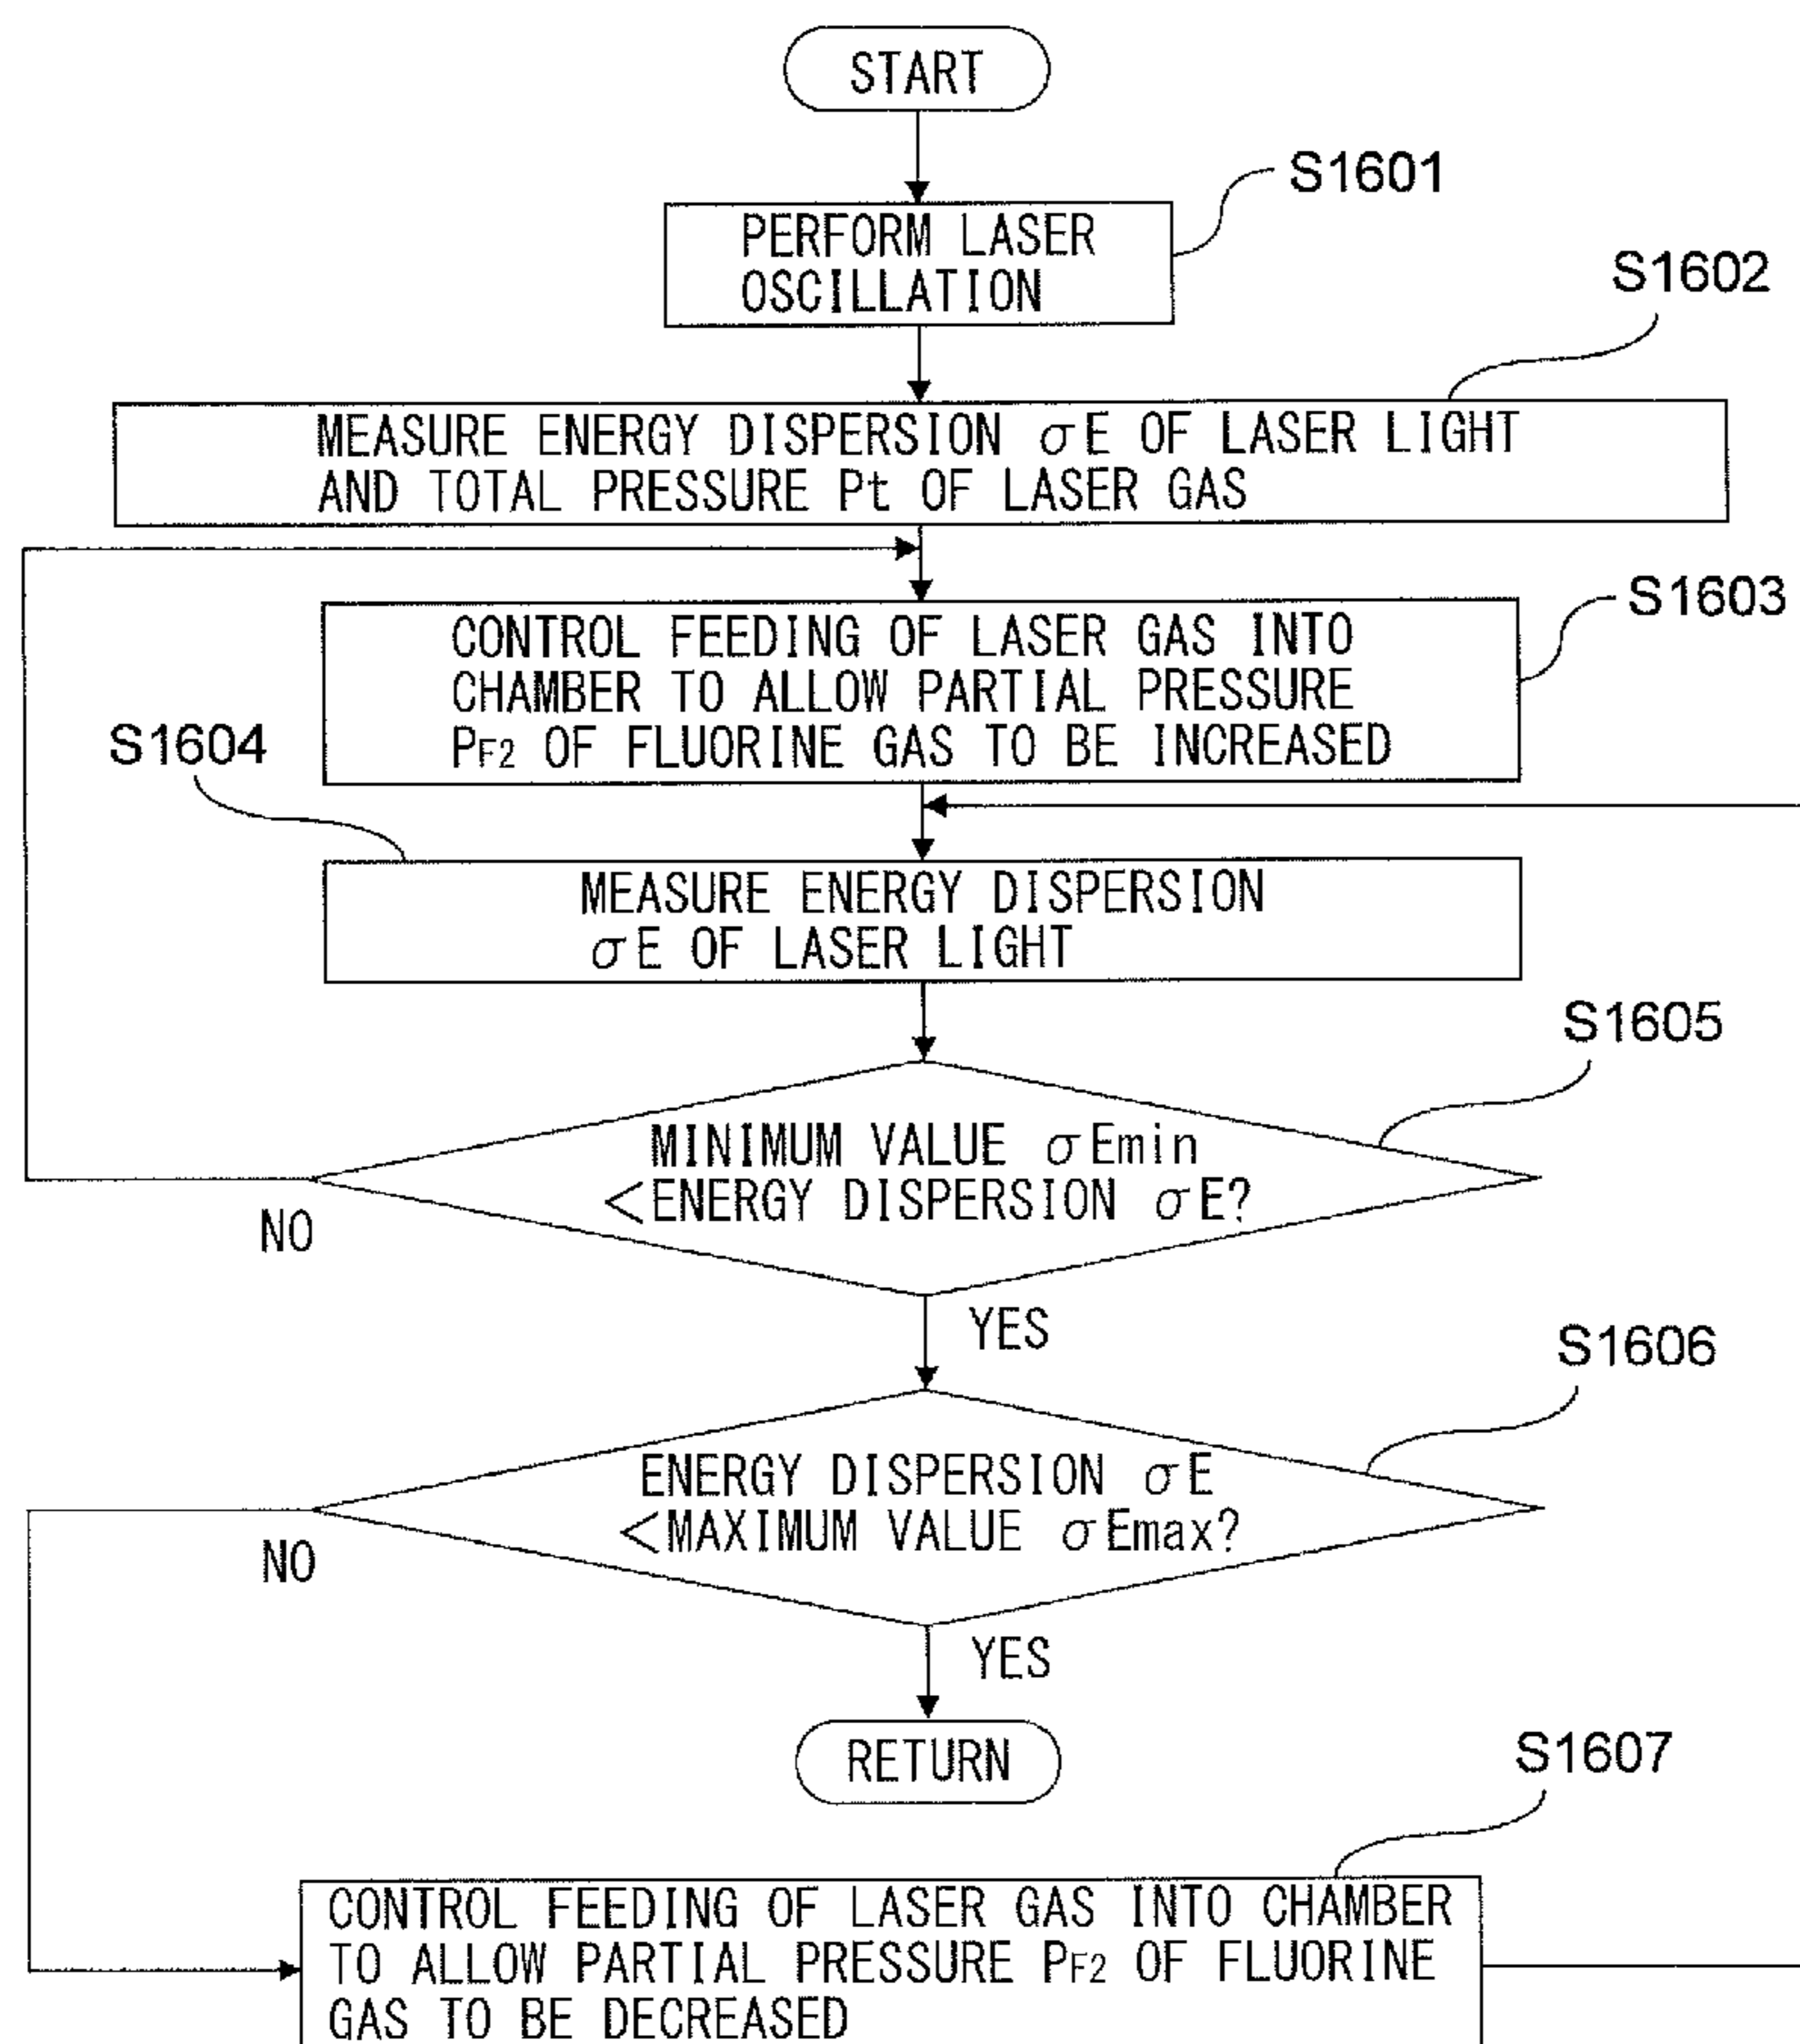 START
S1601
PERFORM LASER
OSCILLATION
S1602
MEASURE ENERGY DISPERSION σE OF LASER LIGHT
AND TOTAL PRESSURE Pt OF LASER GAS
S1603
CONTROL FEEDING OF LASER GAS INTO
CHAMBER TO ALLOW PARTIAL PRESSURE
PF2 OF FLUORINE GAS TO BE INCREASED
S1604
MEASURE ENERGY DISPERSION
σE OF LASER LIGHT
S1605
MINIMUM VALUE σEmin
<ENERGY DISPERSION σE?
NO
YES
S1606
ENERGY DISPERSION σE
<MAXIMUM VALUE σEmax?
NO
YES
RETURN
S1607
CONTROL FEEDING OF LASER GAS INTO CHAMBER
TO ALLOW PARTIAL PRESSURE PF2 OF FLUORINE
GAS TO BE DECREASED